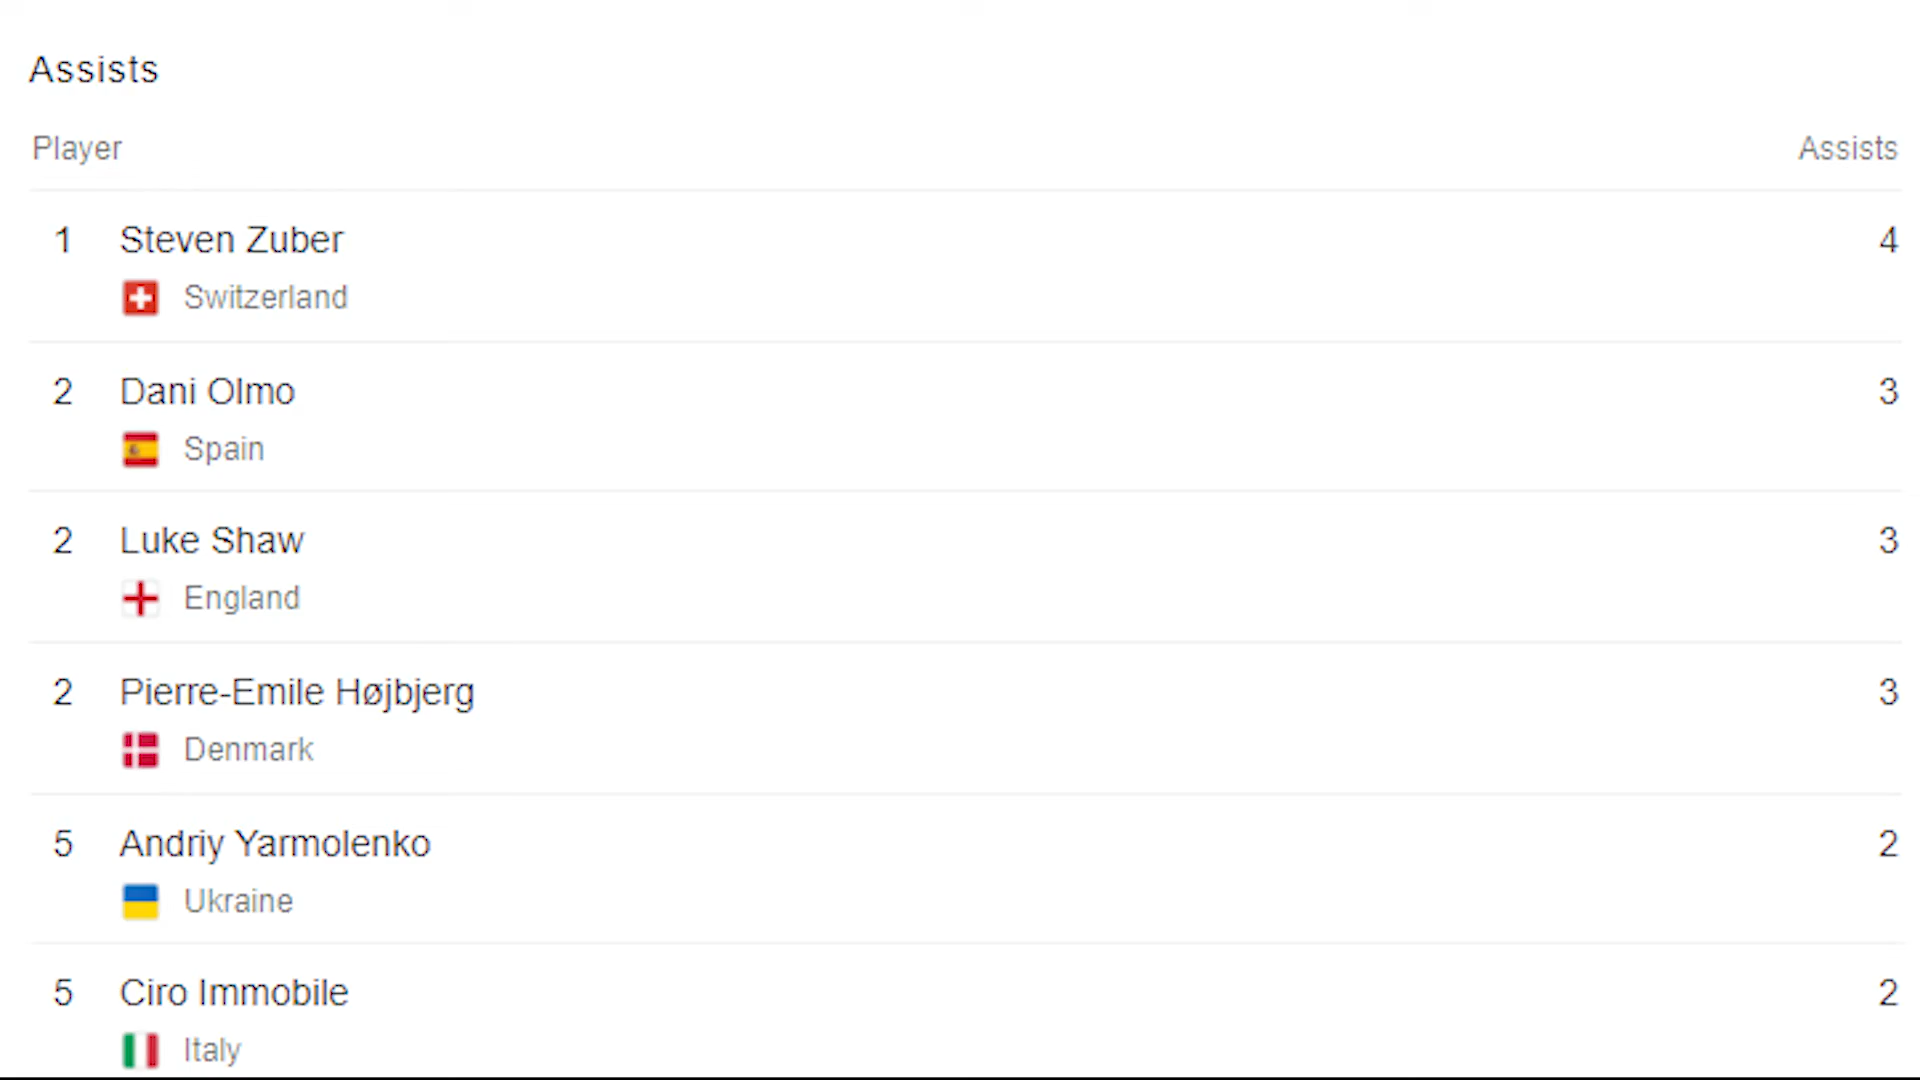 Assists
Player Assists
1 Steven Zuber 4
Switzerland
2 Dani Olmo 3
Spain
2 Luke Shaw 3
England
2 Pierre-Emile Højbjerg 3
Denmark
5 Andriy Yarmolenko 2
Ukraine
5 Ciro Immobile 2
Italy